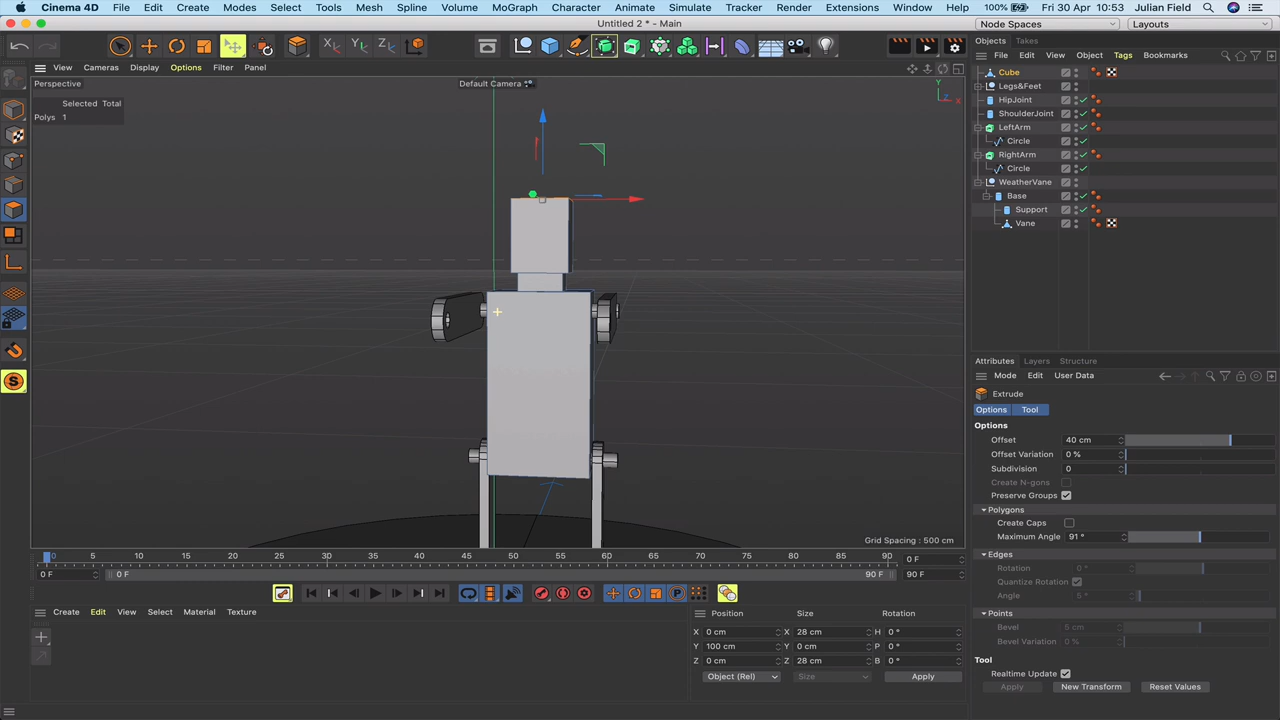 Cinema 4D File Edit Create Modes Select Tools Mesh Spline Volume MoGraph Character Animate Simulate Tracker Render Extensions Window Help 100% Fri 30 Apr 10:53 Julian Field
Untitled 2 * - Main
Node Spaces Layouts
X Y Z
Objects Takes
View Cameras Display Options Filter Panel
File Edit View Object Tags Bookmarks
Perspective
Default Camera
Selected Total
Polys 1
Y
Z
X
Cube
Legs&Feet
HipJoint
ShoulderJoint
LeftArm
Circle
RightArm
Circle
WeatherVane
Base
Support
Vane
Attributes Layers Structure
Mode Edit User Data
Extrude
Options Tool
Options
Offset 40 cm
Offset Variation 0 %
Subdivision 0
Create N-gons
Preserve Groups
Polygons
Create Caps
Maximum Angle 91 °
Edges
Rotation 0 °
Quantize Rotation
Angle 5 °
Points
Bevel 5 cm
Bevel Variation 0 %
Tool
Realtime Update
Apply New Transform Reset Values
Grid Spacing : 500 cm
0 5 10 15 20 25 30 35 40 45 50 55 60 65 70 75 80 85 90 0 F
0 F 0 F 90 F 90 F
P
Create Edit View Select Material Texture
Position Size Rotation
X 0 cm X 28 cm H 0 °
Y 100 cm Y 0 cm P 0 °
Z 0 cm Z 28 cm B 0 °
Object (Rel) Size Apply